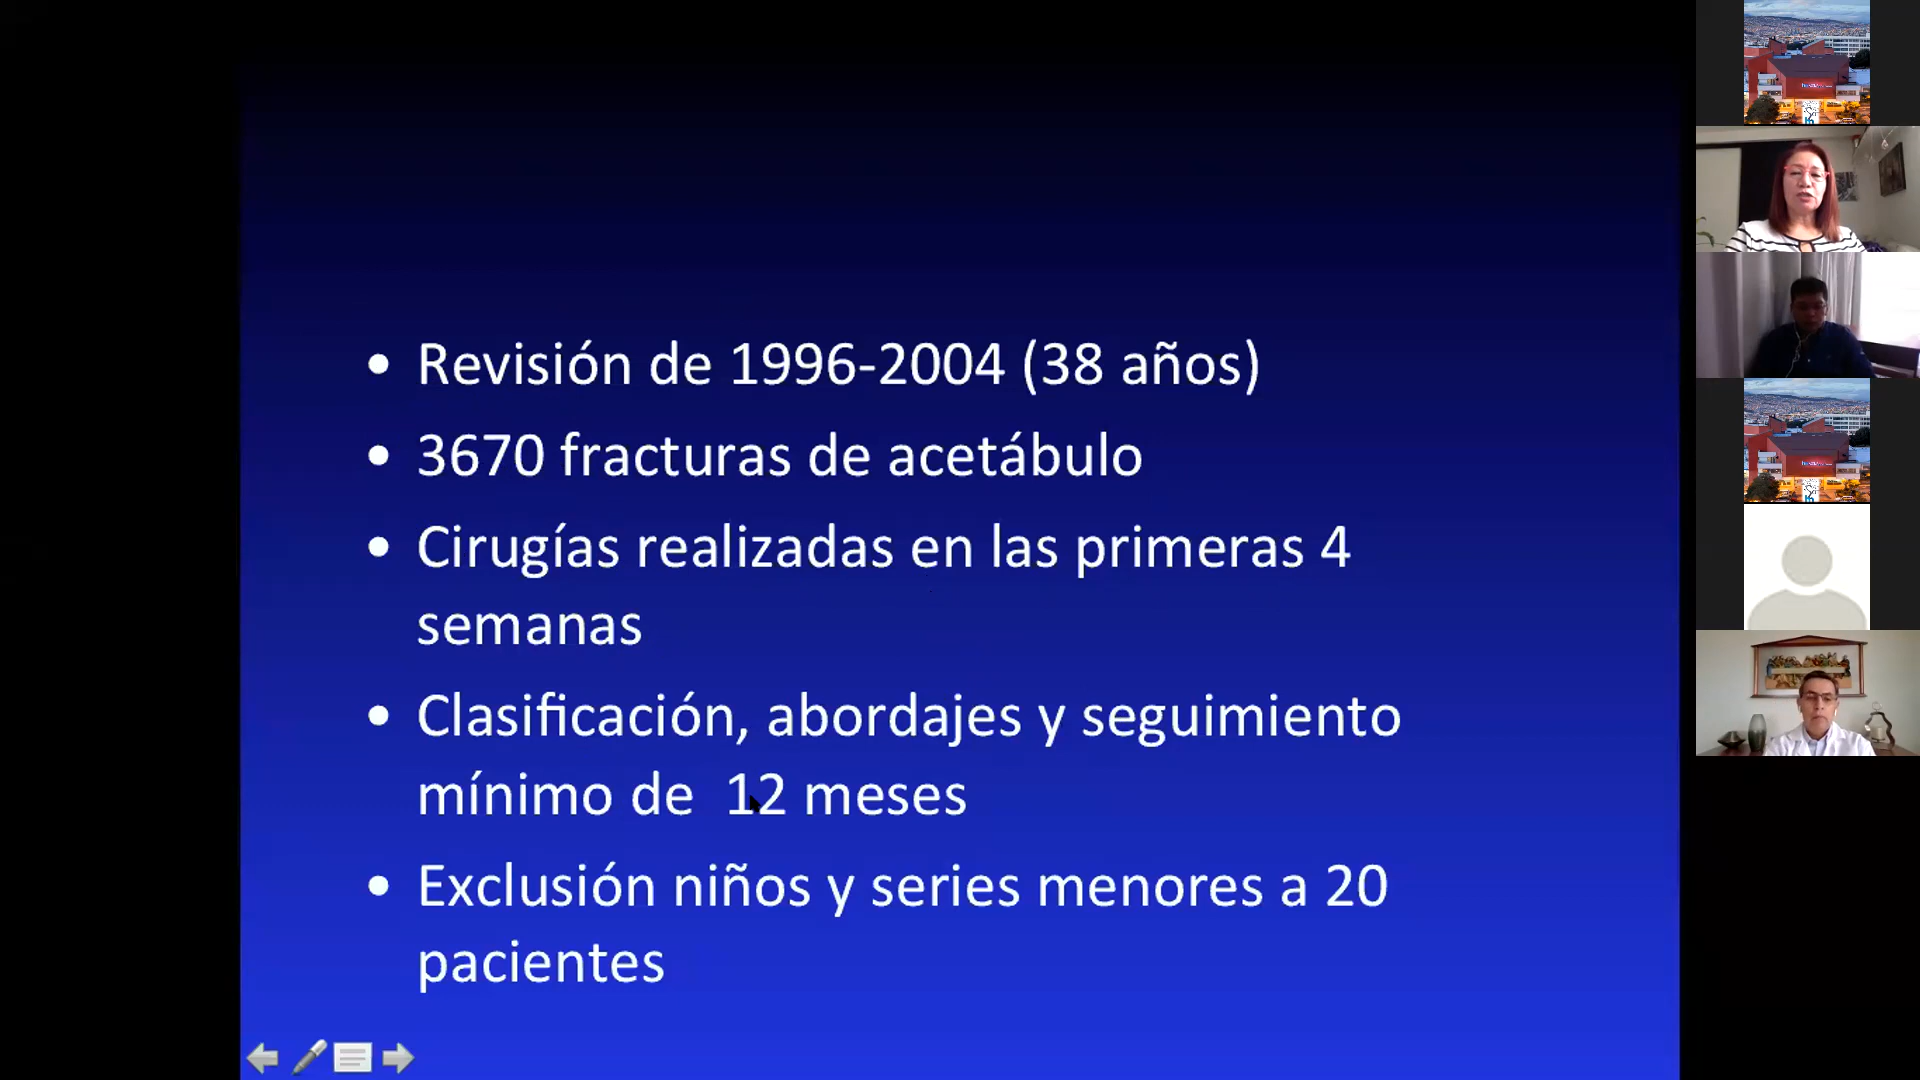 • Revisión de 1996-2004 (38 años)
• 3670 fracturas de acetábulo
• Cirugías realizadas en las primeras 4
semanas
• Clasificación, abordajes y seguimiento
mínimo de  12 meses
• Exclusión niños y series menores a 20
pacientes